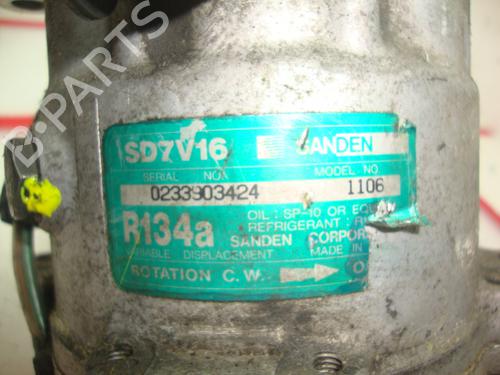 B-PARTS
SD7V16 SANDEN
SERIAL NO. MODEL NO.
0233903424 1106
R134a OIL: SP-10 OR
REFRIGERANT:
SANDEN CORPOR
DISPLACEMENT MADE IN
ROTATION C.W.